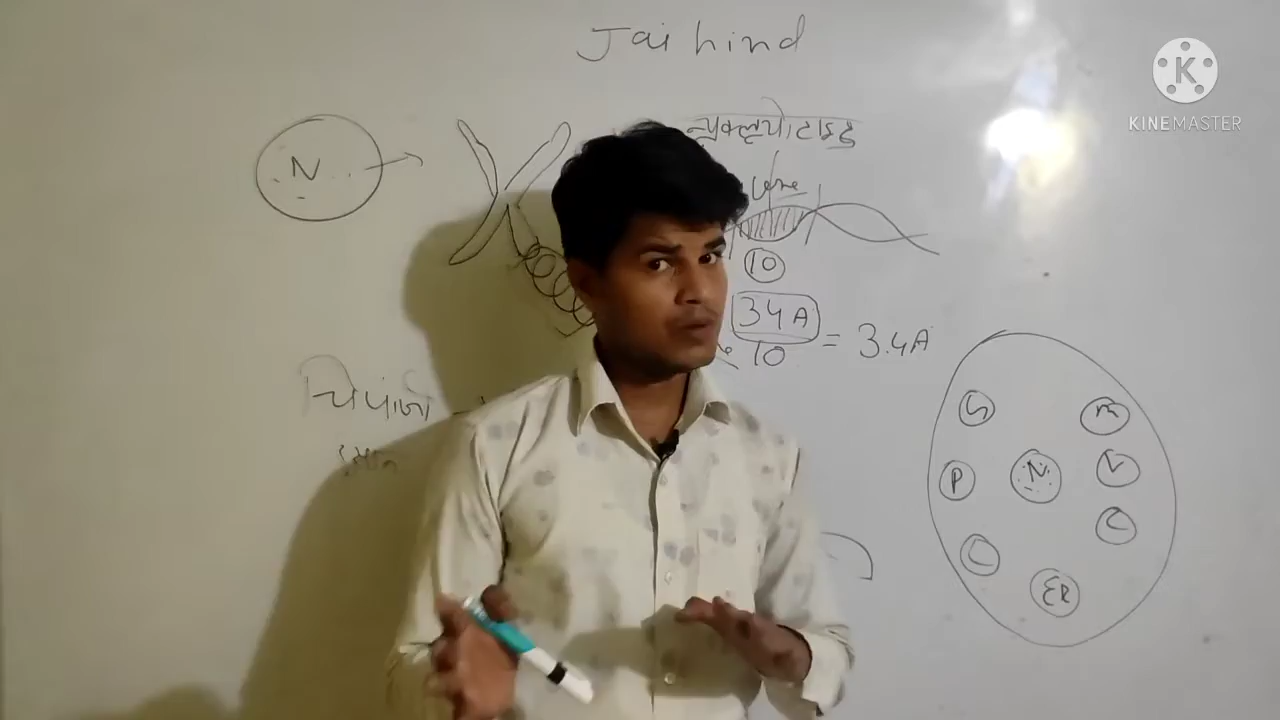 Jai hind
KINEMASTER
N
न्युक्लूयोटाइड
10
34A
10
= 3.4A
चिपांजी
G
m
P
N
L
C
C
ER